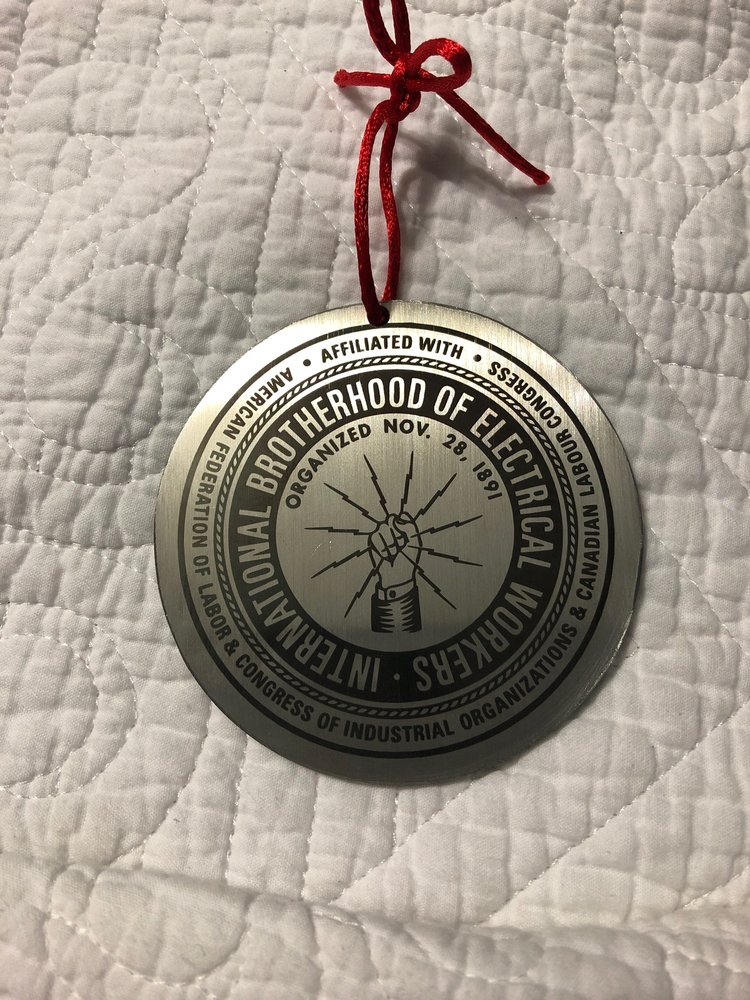 • AFFILIATED WITH •
AMERICAN FEDERATION OF LABOR & CONGRESS OF INDUSTRIAL ORGANIZATIONS & CANADIAN LABOUR CONGRESS
INTERNATIONAL BROTHERHOOD OF ELECTRICAL WORKERS •
ORGANIZED NOV. 28, 1891